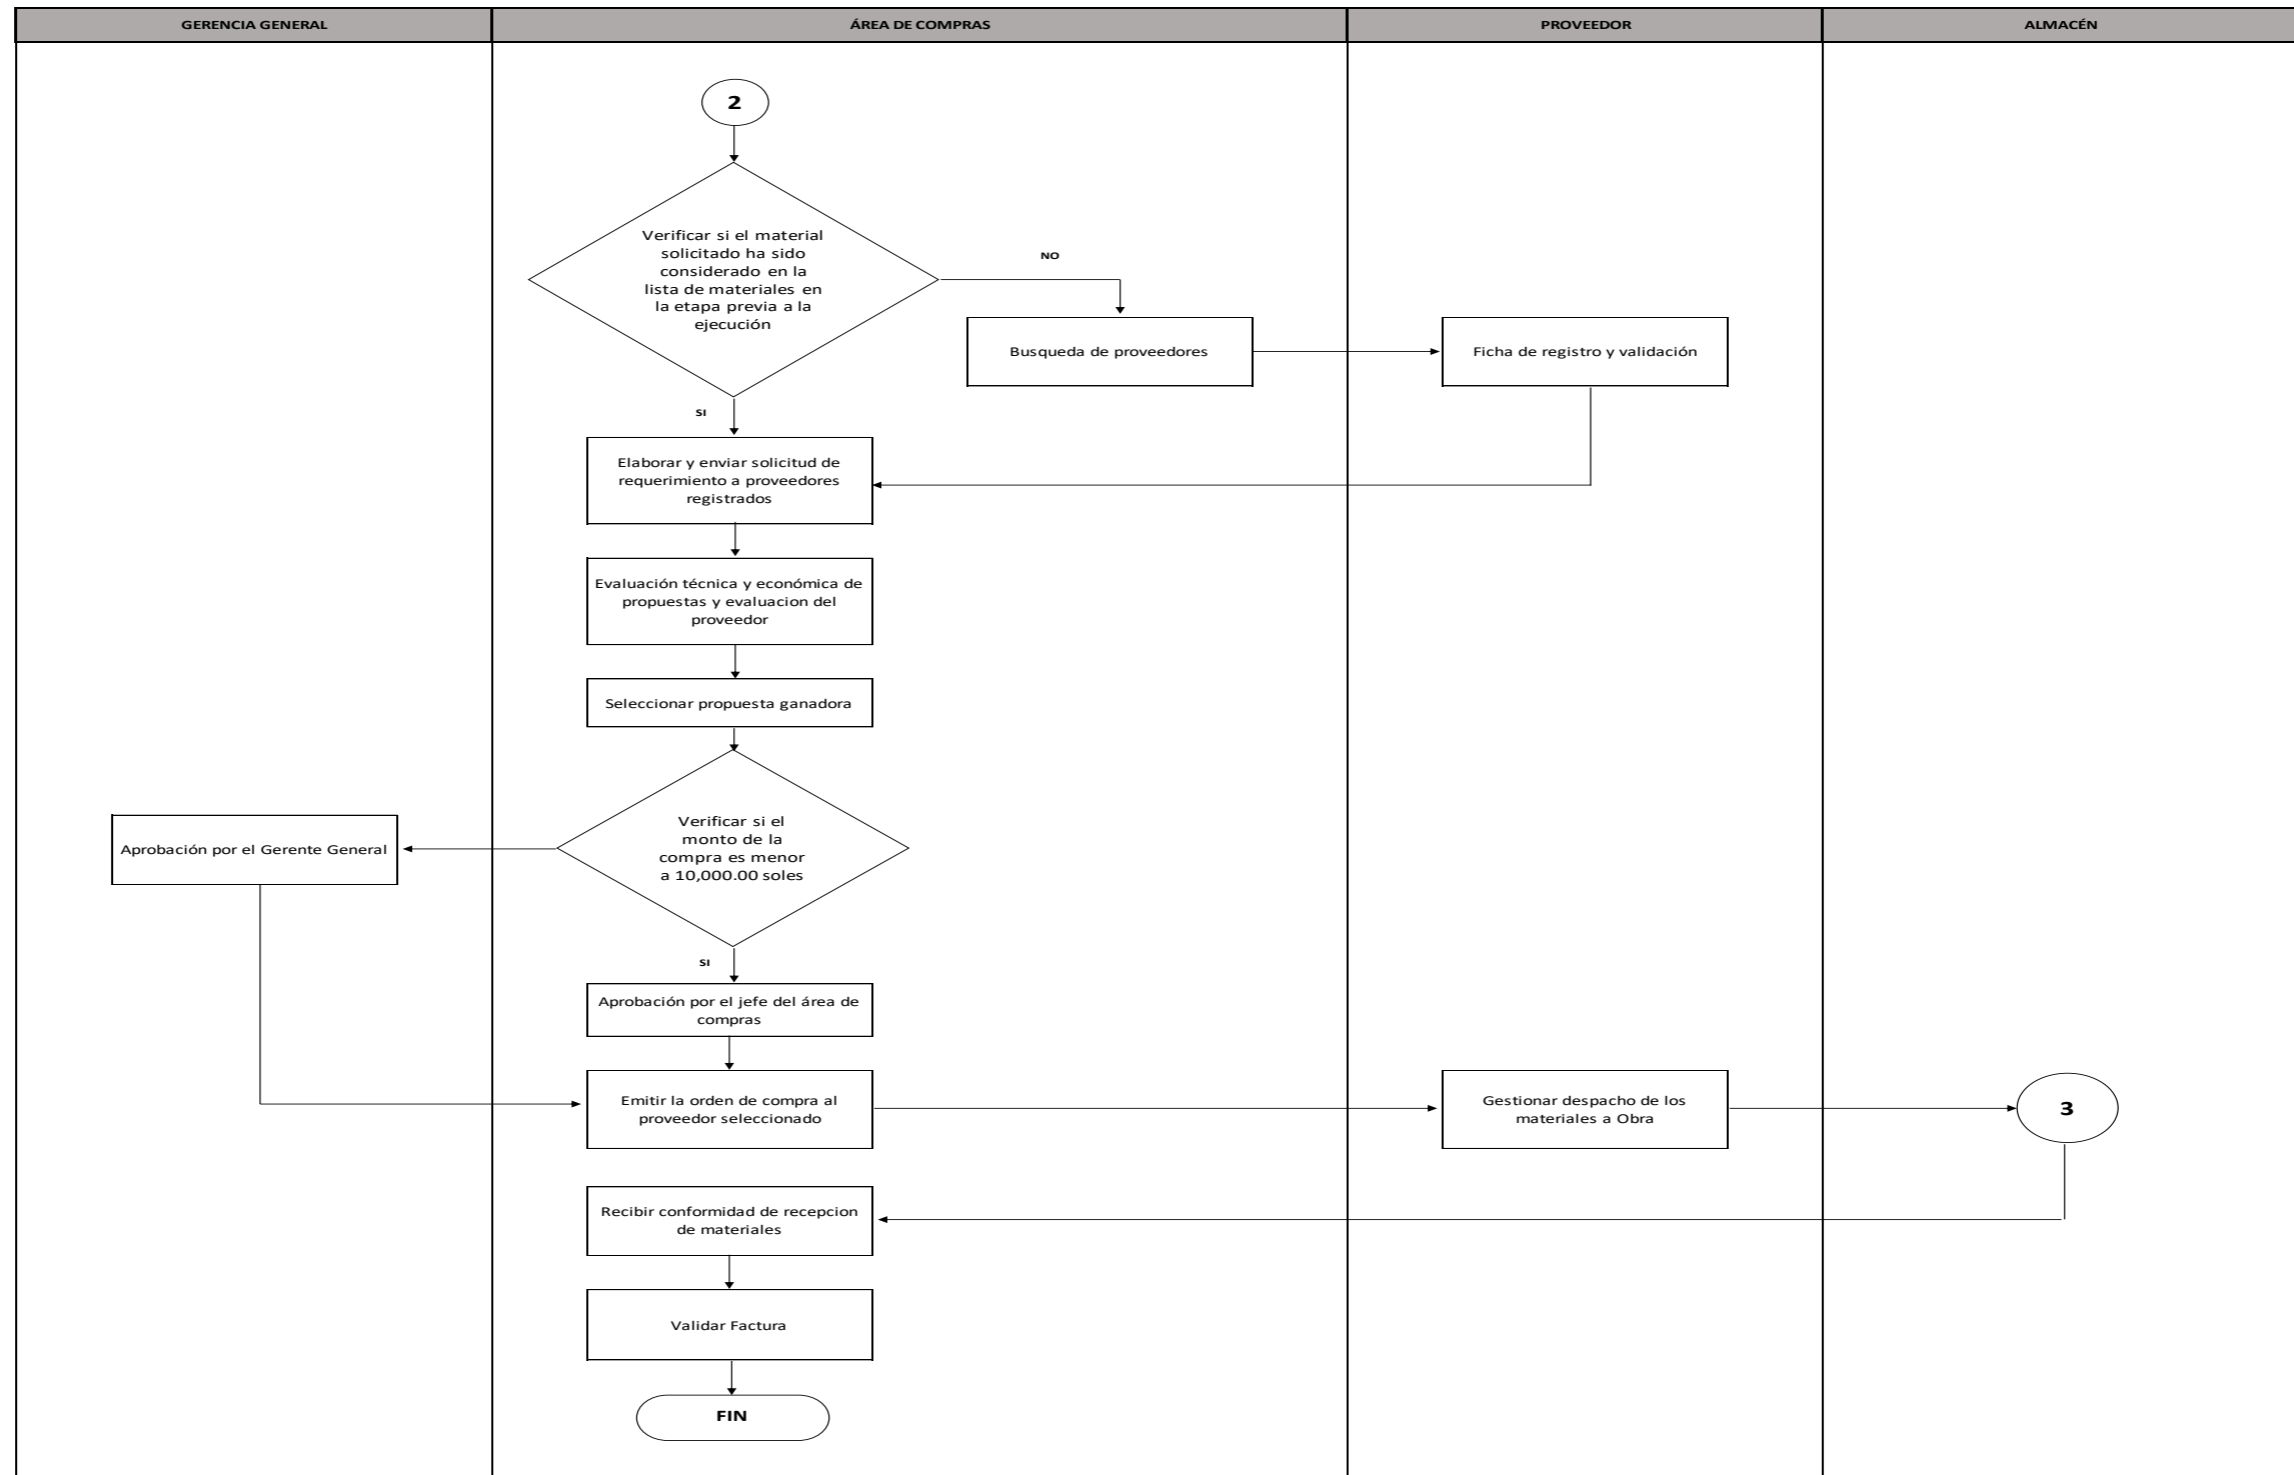 GERENCIA GENERAL
ÁREA DE COMPRAS
PROVEEDOR
ALMACÉN
2
Verificar si el material
solicitado ha sido
considerado en la
lista de materiales en
la etapa previa a la
ejecución
NO
Busqueda de proveedores
Ficha de registro y validación
SI
Elaborar y enviar solicitud de
requerimiento a proveedores
registrados
Evaluación técnica y económica de
propuestas y evaluacion del
proveedor
Seleccionar propuesta ganadora
Verificar si el
monto de la
compra es menor
a 10,000.00 soles
Aprobación por el Gerente General
SI
Aprobación por el jefe del área de
compras
Emitir la orden de compra al
proveedor seleccionado
Gestionar despacho de los
materiales a Obra
3
Recibir conformidad de recepcion
de materiales
Validar Factura
FIN